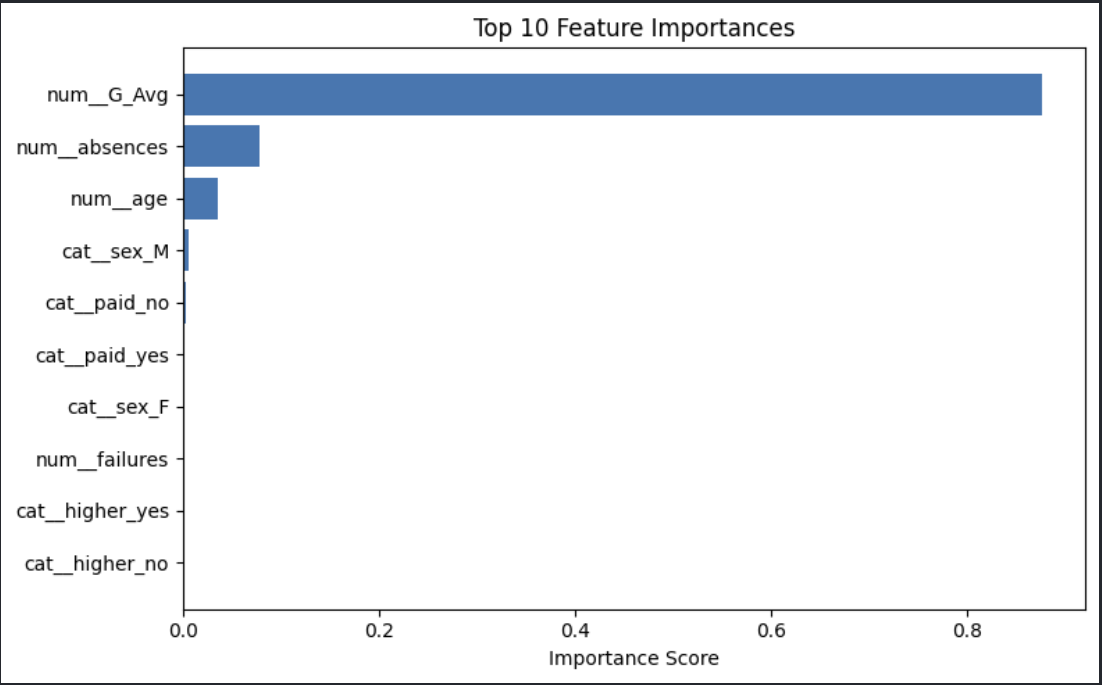 Top 10 Feature Importances
num__G_Avg
num__absences
num__age
cat__sex_M
cat__paid_no
cat__paid_yes
cat__sex_F
num__failures
cat__higher_yes
cat__higher_no
0.0 0.2 0.4 0.6 0.8
Importance Score